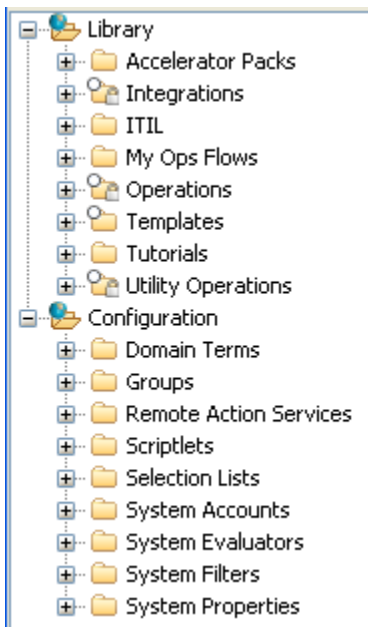 Library
Accelerator Packs
Integrations
ITIL
My Ops Flows
Operations
Templates
Tutorials
Utility Operations
Configuration
Domain Terms
Groups
Remote Action Services
Scriptlets
Selection Lists
System Accounts
System Evaluators
System Filters
System Properties